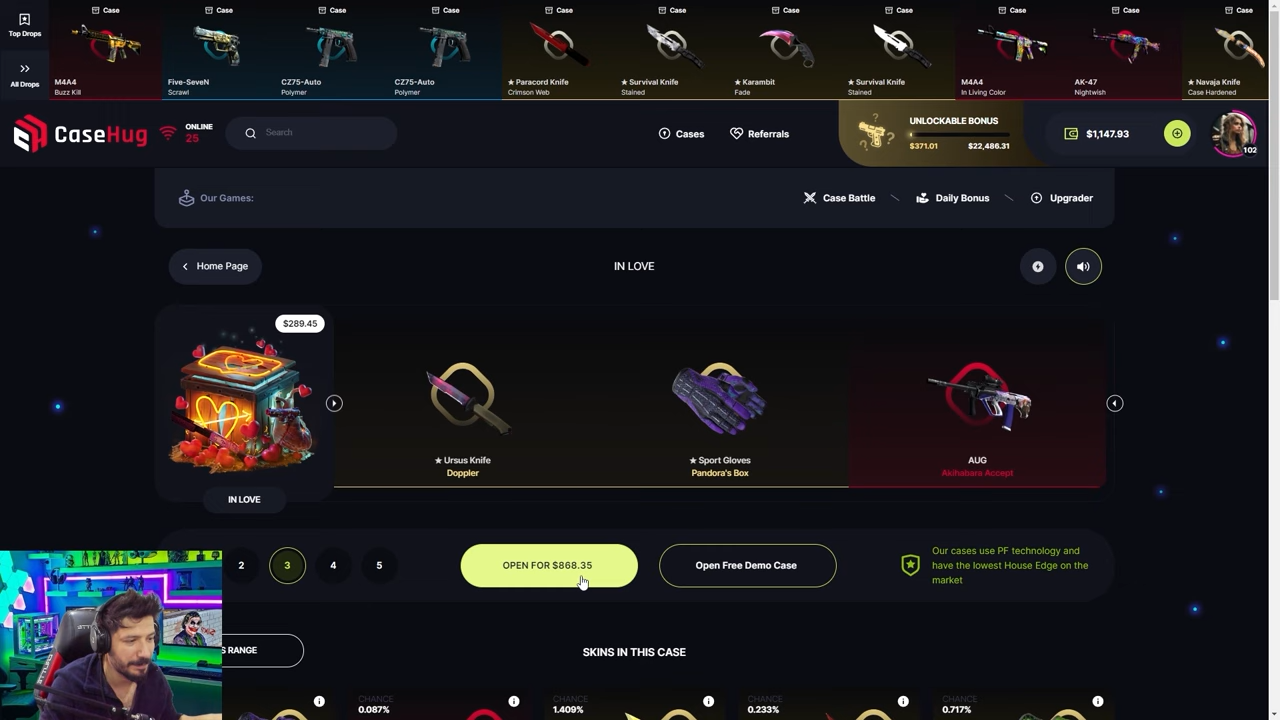 Top Drops
All Drops
Case
M4A4
Buzz Kill
Case
Five-SeveN
Scrawl
Case
CZ75-Auto
Polymer
Case
CZ75-Auto
Polymer
Case
★ Paracord Knife
Crimson Web
Case
★ Survival Knife
Stained
Case
★ Karambit
Fade
Case
★ Survival Knife
Stained
Case
M4A4
In Living Color
Case
AK-47
Nightwish
Case
★ Navaja Knife
Case Hardened
CaseHug
ONLINE
25
Search
Cases
Referrals
UNLOCKABLE BONUS
$371.01
$22,486.31
$1,147.93
102
Our Games:
Case Battle
Daily Bonus
Upgrader
Home Page
IN LOVE
$289.45
IN LOVE
★ Ursus Knife
Doppler
★ Sport Gloves
Pandora's Box
AUG
Akihabara Accept
2
3
4
5
OPEN FOR $868.35
Open Free Demo Case
Our cases use PF technology and
have the lowest House Edge on the
market
RANGE
SKINS IN THIS CASE
CHANCE
0.087%
CHANCE
1.409%
CHANCE
0.233%
CHANCE
0.717%